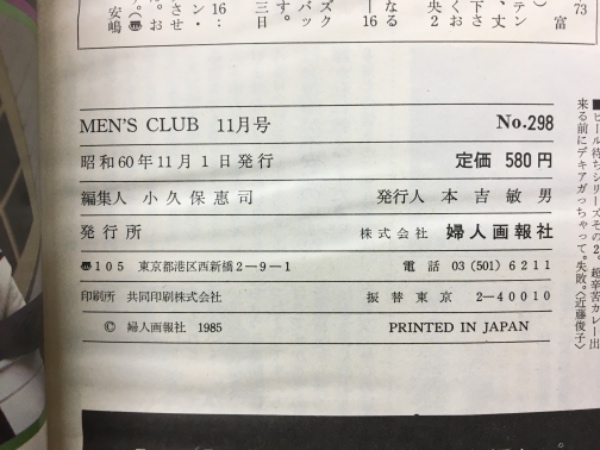 MEN'S CLUB 11月号 No.298
昭和60年11月1日発行 定価 580円
編集人 小久保恵司 発行人 本吉敏男
発行所 株式会社 婦人画報社
〠105 東京都港区西新橋2-9-1 電話 03(501)6211
印刷所 共同印刷株式会社 振替東京 2-40010
© 婦人画報社 1985 PRINTED IN JAPAN
■ビール待ちシリーズその2。超辛苦カレー出
来る前にデキアガっちゃって。失敗。〈近藤俊子〉